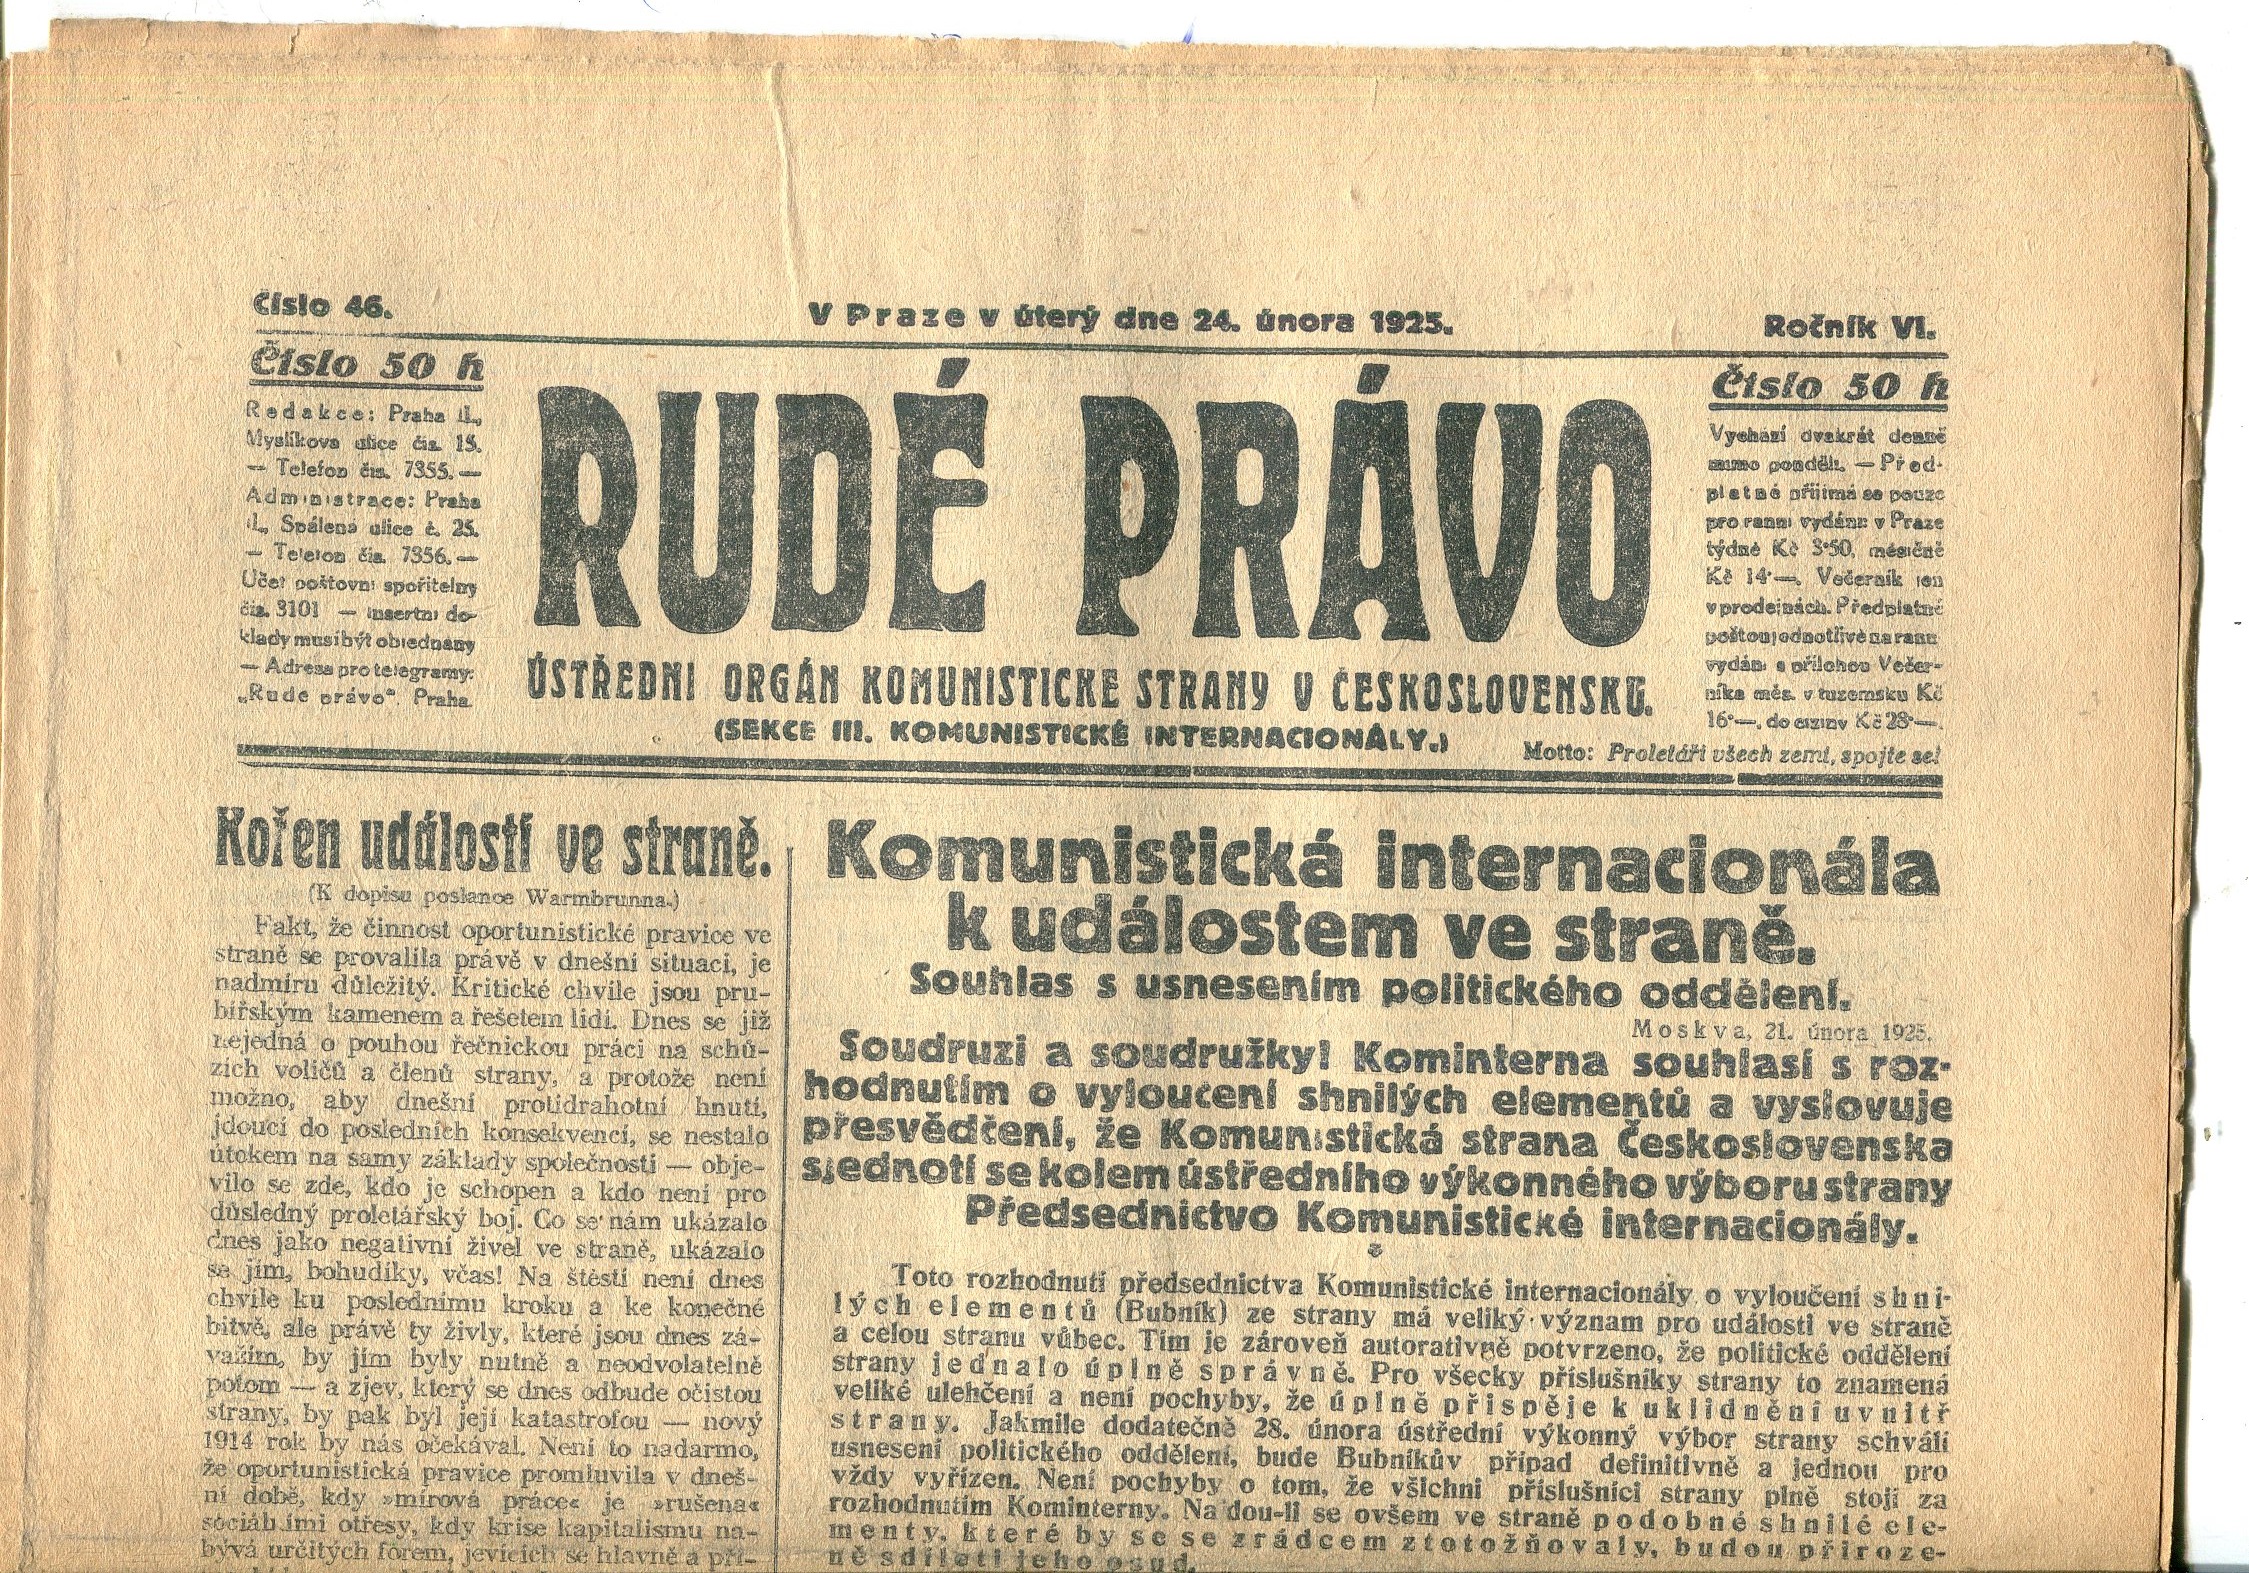 Číslo 46.
V Praze v úterý dne 24. února 1925.
Ročník VI.
Číslo 50 h
Redakce: Praha II.,
Myslíkova ulice čís. 15.
— Telefon čís. 7355. —
Administrace: Praha
II., Spálená ulice č. 25.
— Telefon čís. 7356. —
Účet poštovní spořitelny
čís. 3101 — Insertní do-
klady musí být objednány
— Adresa pro telegramy:
„Rude právo“. Praha.
RUDÉ PRÁVO
ÚSTŘEDNI ORGÁN KOMUNISTICKE STRANY V ČESKOSLOVENSKU.
(SEKCE III. KOMUNISTICKÉ INTERNACIONÁLY.)
Číslo 50 h
Vychází dvakrát denně
mimo pondělí. — Před-
platné přijímá se pouze
pro ranní vydání: v Praze
týdně Kč 3·50, měsíčně
Kč 14·—. Večerník jen
v prodejnách. Předplatné
poštou jednotlivě na ranní
vydání s přílohou Večer-
níka měs. v tuzemsku Kč
16·—, do ciziny Kč 28·—.
Motto: Proletáři všech zemí, spojte se!
Kořen událostí ve straně.
(K dopisu poslance Warmbrunna.)
Fakt, že činnost oportunistické pravice ve
straně se provalila právě v dnešní situaci, je
nadmíru důležitý. Kritické chvíle jsou pru-
bířským kamenem a řešetem lidí. Dnes se již
nejedná o pouhou řečnickou práci na schů-
zích voličů a členů strany, a protože není
možno, aby dnešní protidrahotní hnutí,
jdoucí do posledních konsekvencí, se nestalo
útokem na samy základy společnosti — obje-
vilo se zde, kdo je schopen a kdo není pro
důsledný proletářský boj. Co se nám ukázalo
dnes jako negativní živel ve straně, ukázalo
se jím, bohudíky, včas! Na štěstí není dnes
chvíle ku poslednímu kroku a ke konečné
bitvě, ale právě ty živly, které jsou dnes zá-
važím, by jím byly nutně a neodvolatelně
potom — a zjev, který se dnes odbude očistou
strany, by pak byl její katastrofou — nový
1914 rok by nás očekával. Není to nadarmo,
že oportunistická pravice promluvila v dneš-
ní době, kdy »mírová práce« je »rušena«
sociálními otřesy, kdy krise kapitalismu na-
bývá určitých forem, jevících se hlavně a pří-
Komunistická internacionála
k událostem ve straně.
Souhlas s usnesením politického oddělení.
Moskva, 21. února 1925.
Soudruzi a soudružky! Kominterna souhlasí s roz-
hodnutím o vyloučení shnilých elementů a vyslovuje
přesvědčení, že Komunistická strana Československa
sjednotí se kolem ústředního výkonného výboru strany
Předsednictvo Komunistické internacionály.
Toto rozhodnutí předsednictva Komunistické internacionály o vyloučení shni-
lých elementů (Bubník) ze strany má veliký význam pro události ve straně
a celou stranu vůbec. Tím je zároveň autorativně potvrzeno, že politické oddělení
strany jednalo úplně správně. Pro všecky příslušníky strany to znamená
veliké ulehčení a není pochyby, že úplně přispěje k uklidnění uvnitř
strany. Jakmile dodatečně 28. února ústřední výkonný výbor strany schválí
usnesení politického oddělení, bude Bubníkův případ definitivně a jednou pro
vždy vyřízen. Není pochyby o tom, že všichni příslušníci strany plně stojí za
rozhodnutím Kominterny. Najdou-li se ovšem ve straně podobné shnilé ele-
menty, které by se se zrádcem ztotožňovaly, budou přiroze-
ně sdíleti jeho osud.